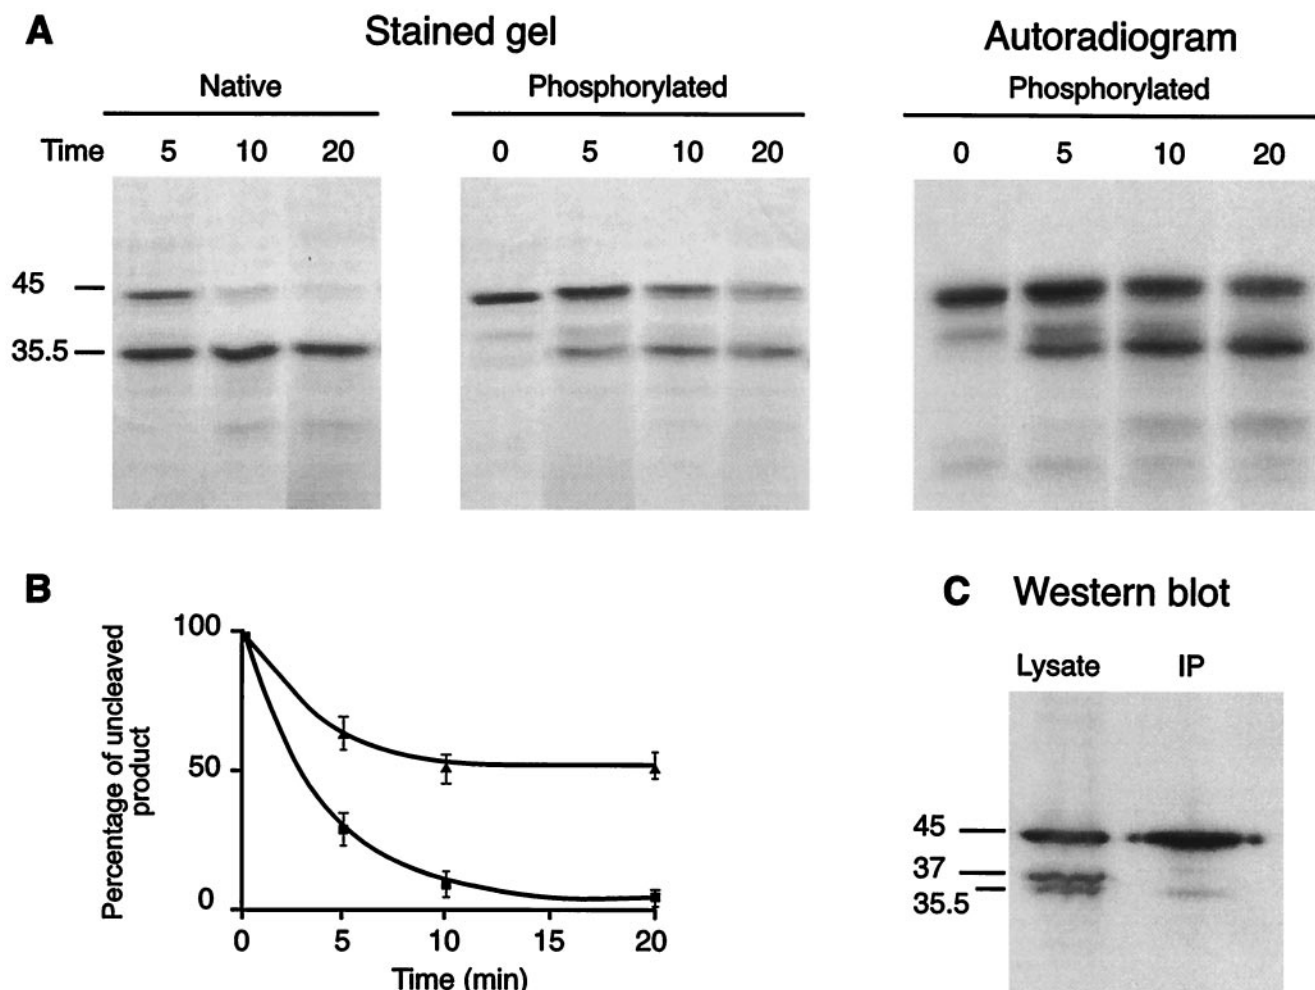 A
Stained gel
Autoradiogram
Native
Phosphorylated
Phosphorylated
Time 5 10 20
0 5 10 20
0 5 10 20
45
35.5
B
Percentage of uncleaved
product
100
50
0
0 5 10 15 20
Time (min)
C Western blot
Lysate IP
45
37
35.5